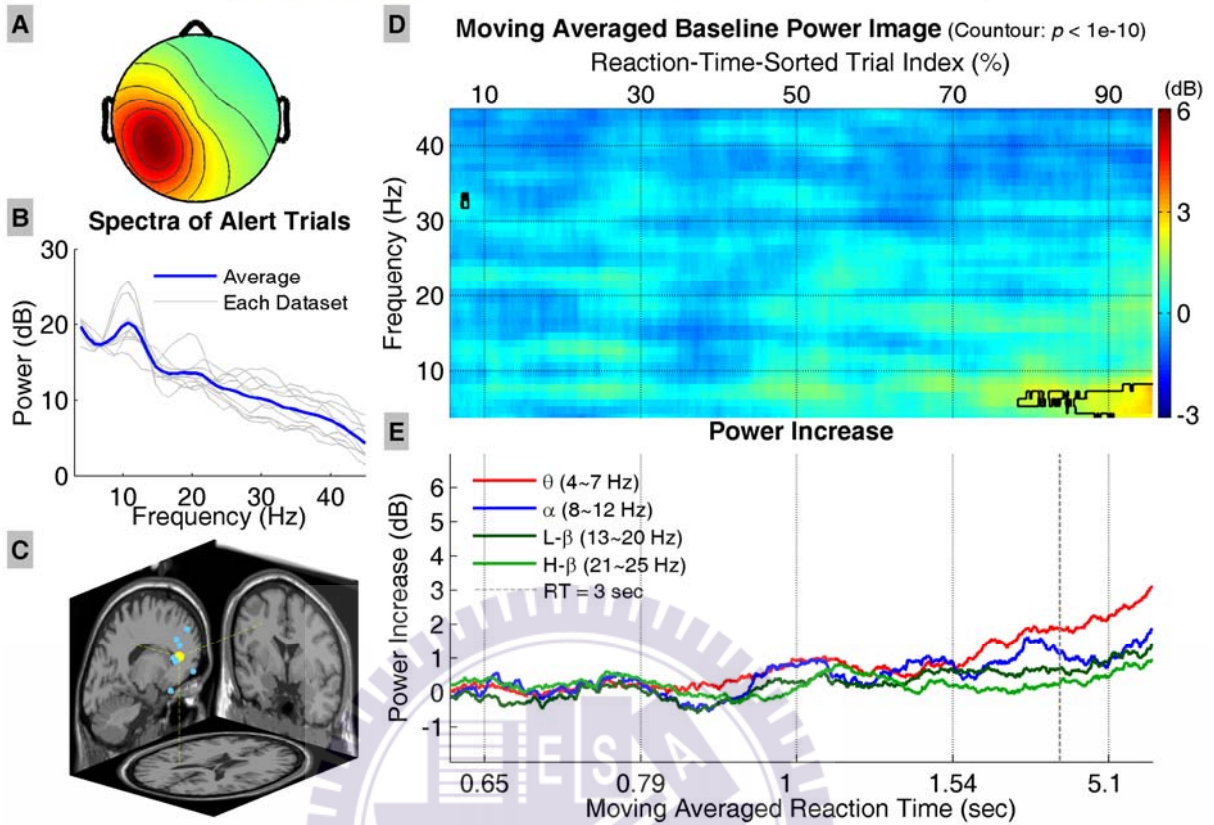 A
B
Spectra of Alert Trials
30
20
10
0
Power (dB)
Average
Each Dataset
10 20 30 40
Frequency (Hz)
C
D
Moving Averaged Baseline Power Image (Countour: p < 1e-10)
Reaction-Time-Sorted Trial Index (%)
10 30 50 70 90
(dB)
6
3
0
-3
40
30
20
10
Frequency (Hz)
E
Power Increase
6
5
4
3
2
1
0
-1
Power Increase (dB)
θ (4~7 Hz)
α (8~12 Hz)
L-β (13~20 Hz)
H-β (21~25 Hz)
RT = 3 sec
E S A
0.65 0.79 1 1.54 5.1
Moving Averaged Reaction Time (sec)